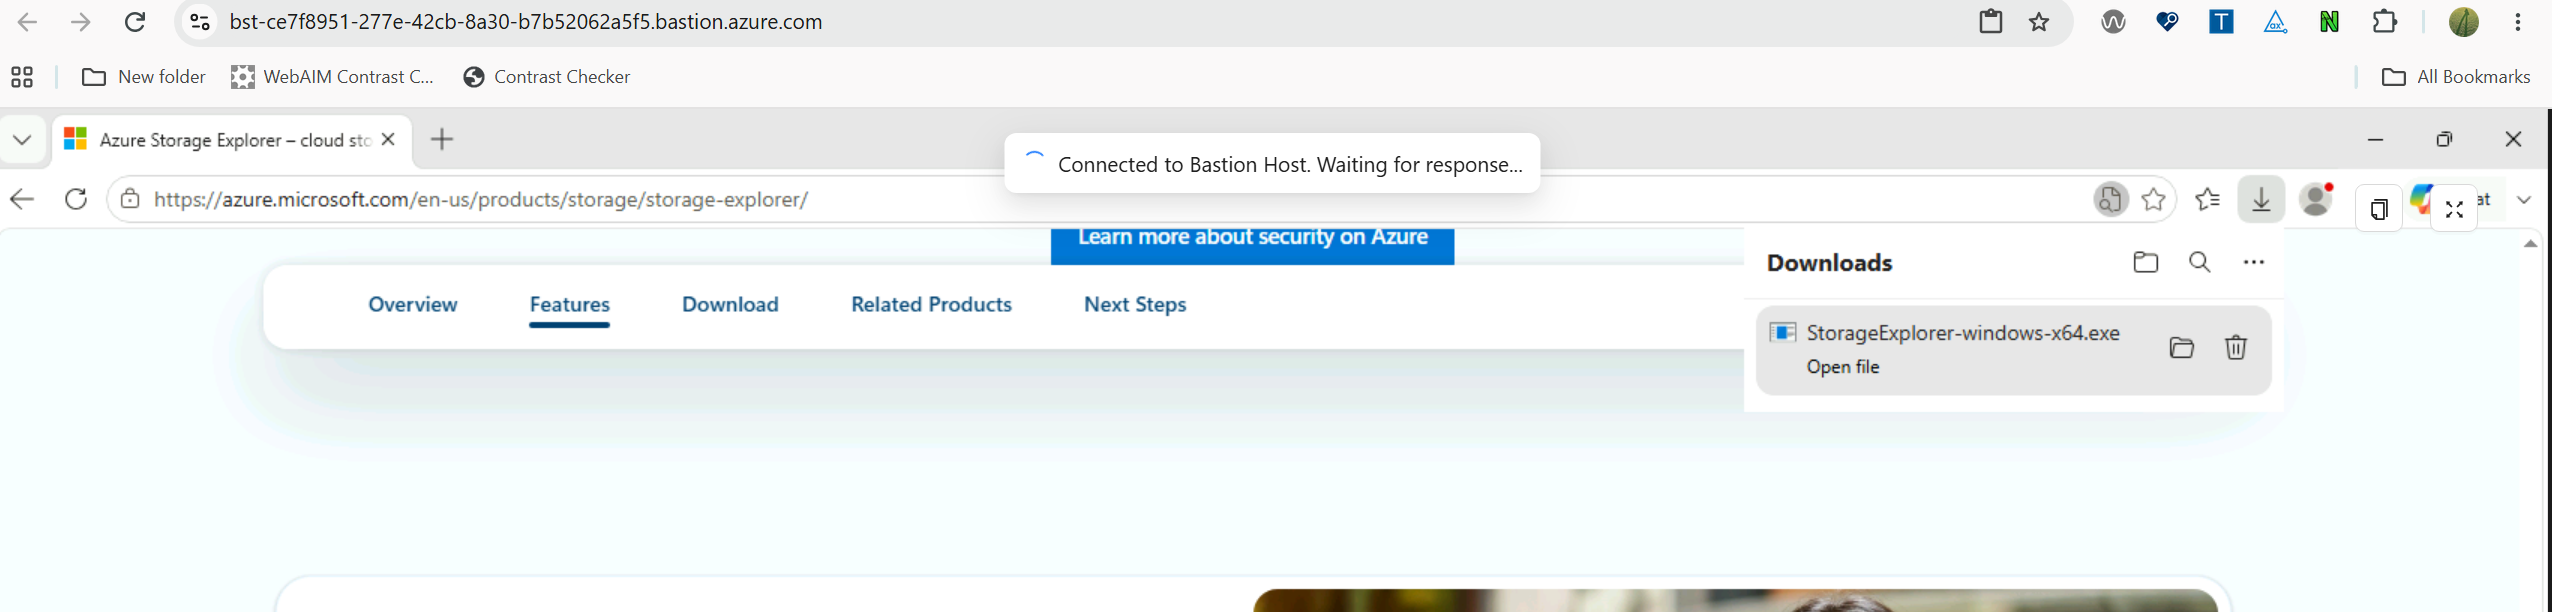 bst-ce7f8951-277e-42cb-8a30-b7b52062a5f5.bastion.azure.com
New folder
WebAIM Contrast C...
Contrast Checker
All Bookmarks
Azure Storage Explorer – cloud sto
Connected to Bastion Host. Waiting for response...
https://azure.microsoft.com/en-us/products/storage/storage-explorer/
at
Learn more about security on Azure
Downloads
Overview
Features
Download
Related Products
Next Steps
StorageExplorer-windows-x64.exe
Open file